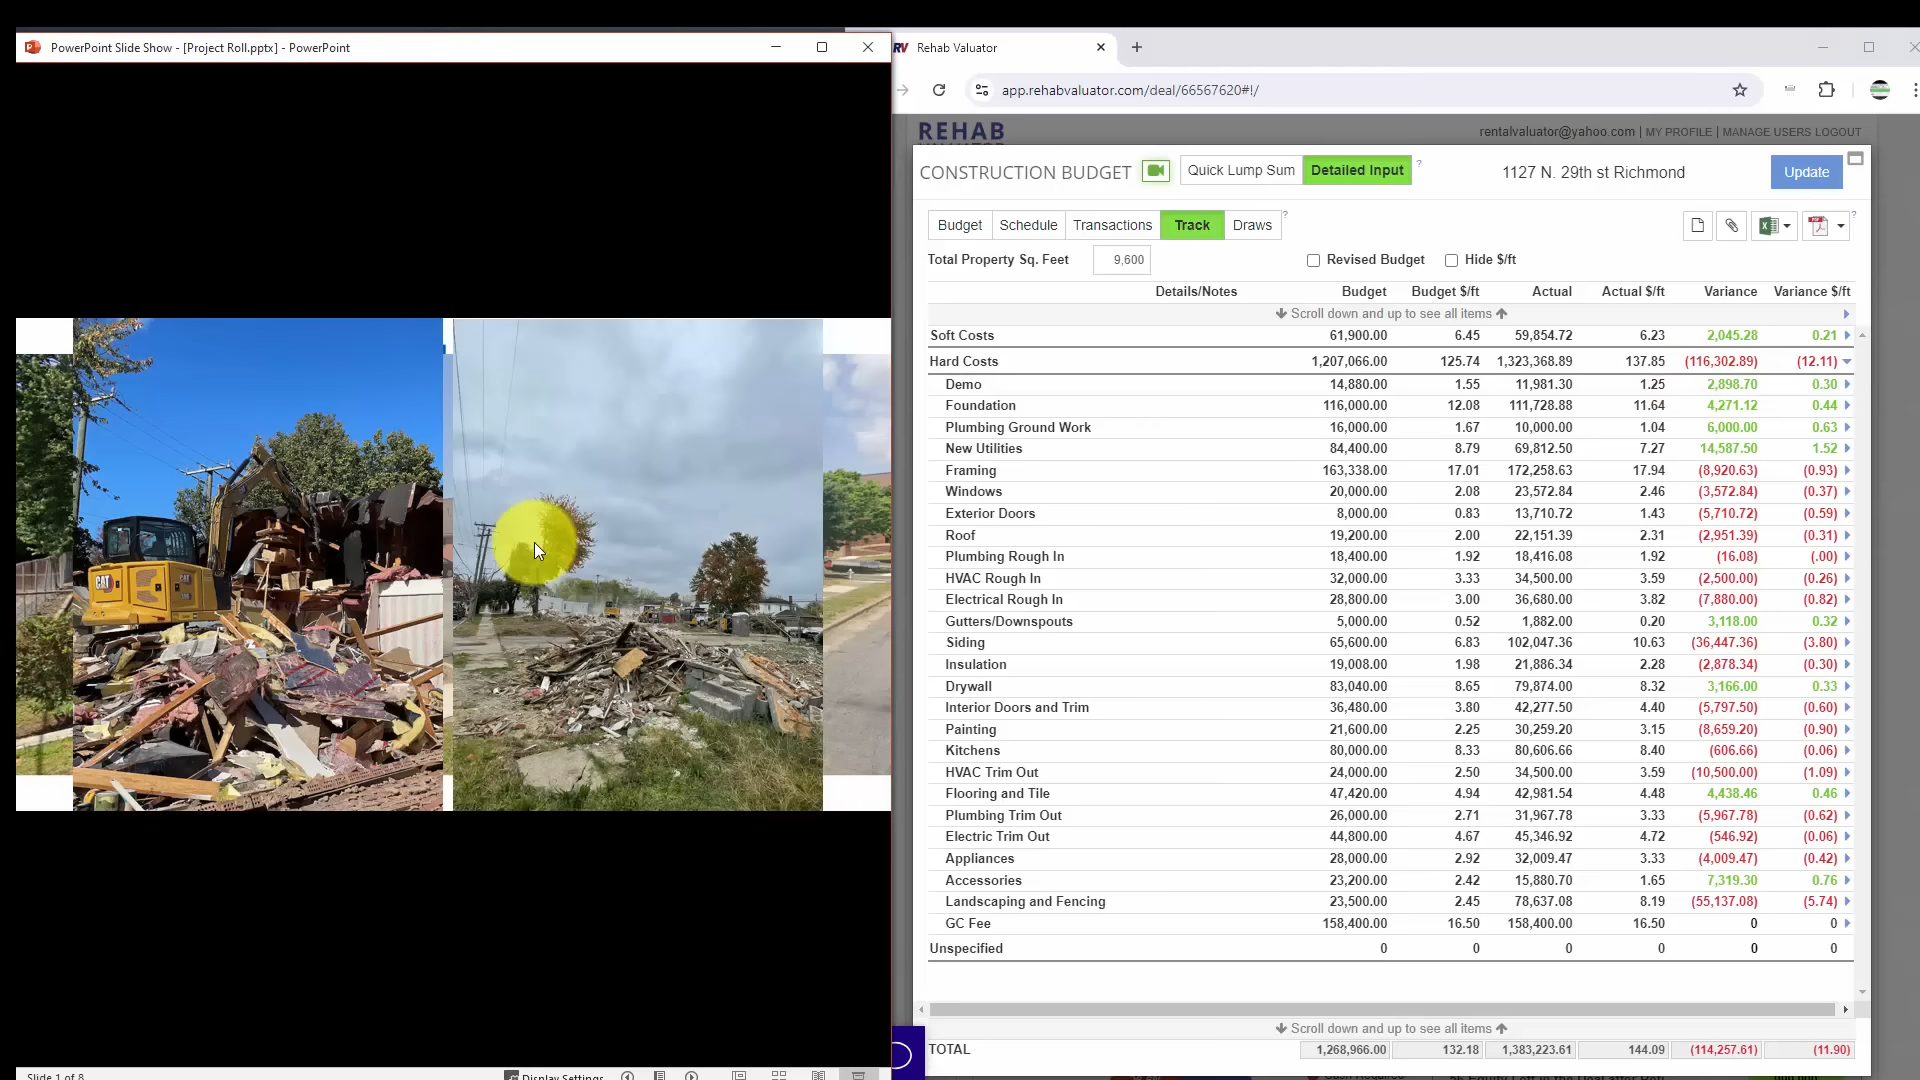 PowerPoint Slide Show - [Project Roll.pptx] - PowerPoint
RV Rehab Valuator
app.rehabvaluator.com/deal/66567620#!/
REHAB
rentalvaluator@yahoo.com | MY PROFILE | MANAGE USERS LOGOUT
CONSTRUCTION BUDGET Quick Lump Sum Detailed Input ? 1127 N. 29th st Richmond Update
Budget Schedule Transactions Track Draws ? ?
Total Property Sq. Feet 9,600 Revised Budget Hide $/ft
Details/Notes Budget Budget $/ft Actual Actual $/ft Variance Variance $/ft
Scroll down and up to see all items
Soft Costs 61,900.00 6.45 59,854.72 6.23 2,045.28 0.21
Hard Costs 1,207,066.00 125.74 1,323,368.89 137.85 (116,302.89) (12.11)
Demo 14,880.00 1.55 11,981.30 1.25 2,898.70 0.30
Foundation 116,000.00 12.08 111,728.88 11.64 4,271.12 0.44
Plumbing Ground Work 16,000.00 1.67 10,000.00 1.04 6,000.00 0.63
New Utilities 84,400.00 8.79 69,812.50 7.27 14,587.50 1.52
Framing 163,338.00 17.01 172,258.63 17.94 (8,920.63) (0.93)
Windows 20,000.00 2.08 23,572.84 2.46 (3,572.84) (0.37)
Exterior Doors 8,000.00 0.83 13,710.72 1.43 (5,710.72) (0.59)
Roof 19,200.00 2.00 22,151.39 2.31 (2,951.39) (0.31)
Plumbing Rough In 18,400.00 1.92 18,416.08 1.92 (16.08) (.00)
HVAC Rough In 32,000.00 3.33 34,500.00 3.59 (2,500.00) (0.26)
Electrical Rough In 28,800.00 3.00 36,680.00 3.82 (7,880.00) (0.82)
Gutters/Downspouts 5,000.00 0.52 1,882.00 0.20 3,118.00 0.32
Siding 65,600.00 6.83 102,047.36 10.63 (36,447.36) (3.80)
Insulation 19,008.00 1.98 21,886.34 2.28 (2,878.34) (0.30)
Drywall 83,040.00 8.65 79,874.00 8.32 3,166.00 0.33
Interior Doors and Trim 36,480.00 3.80 42,277.50 4.40 (5,797.50) (0.60)
Painting 21,600.00 2.25 30,259.20 3.15 (8,659.20) (0.90)
Kitchens 80,000.00 8.33 80,606.66 8.40 (606.66) (0.06)
HVAC Trim Out 24,000.00 2.50 34,500.00 3.59 (10,500.00) (1.09)
Flooring and Tile 47,420.00 4.94 42,981.54 4.48 4,438.46 0.46
Plumbing Trim Out 26,000.00 2.71 31,967.78 3.33 (5,967.78) (0.62)
Electric Trim Out 44,800.00 4.67 45,346.92 4.72 (546.92) (0.06)
Appliances 28,000.00 2.92 32,009.47 3.33 (4,009.47) (0.42)
Accessories 23,200.00 2.42 15,880.70 1.65 7,319.30 0.76
Landscaping and Fencing 23,500.00 2.45 78,637.08 8.19 (55,137.08) (5.74)
GC Fee 158,400.00 16.50 158,400.00 16.50 0 0
Unspecified 0 0 0 0 0 0
Scroll down and up to see all items
TOTAL 1,268,966.00 132.18 1,383,223.61 144.09 (114,257.61) (11.90)
CAT
Slide 1 of 8 Display Settings